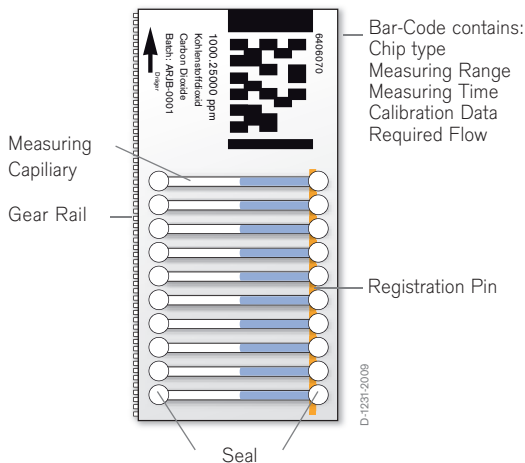 6406070
1000.25000 ppm
Kohlenstoffdioxid
Carbon Dioxide
Batch: ARJB-0001
Dräger
Bar-Code contains:
Chip type
Measuring Range
Measuring Time
Calibration Data
Required Flow
Measuring
Capiliary
Gear Rail
Registration Pin
D-1231-2009
Seal